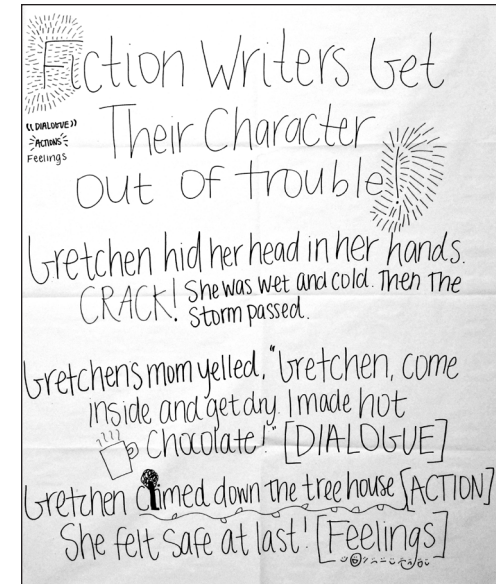 Fiction Writers Get
Their Character
out of trouble!
((DIALOGUE))
ACTIONS
Feelings
Gretchen hid her head in her hands.
CRACK! She was wet and cold. Then The
Storm passed.
Gretchens mom yelled, "Gretchen, come
inside and get dry. I made hot
Chocolate!" [DIALOGUE]
Gretchen climed down the tree house [ACTION]
She felt safe at last! [Feelings]